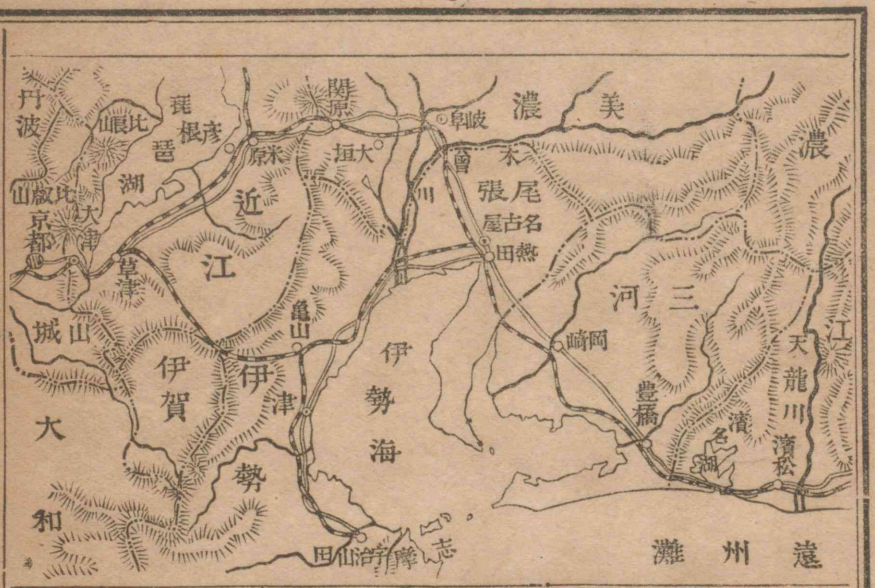 丹波
比良山
琵琶湖
彦根
米原
関原
大垣
岐阜
美濃
木曾川
尾張
名古屋
熱田
比叡山
大津
京都
草津
近江
山城
伊賀
亀山
伊勢
津
伊勢海
三河
岡崎
豊橋
濱名湖
濱松
天龍川
遠江
濃
大和
宇治山田
志摩
遠州灘